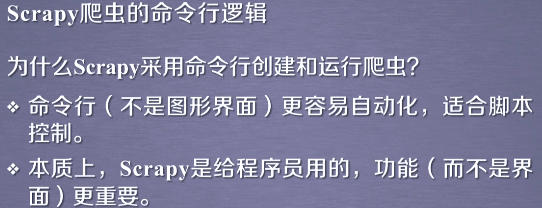 Scrapy爬虫的命令行逻辑
为什么Scrapy采用命令行创建和运行爬虫?
❖ 命令行（不是图形界面）更容易自动化，适合脚本
控制。
❖ 本质上，Scrapy是给程序员用的，功能（而不是界
面）更重要。